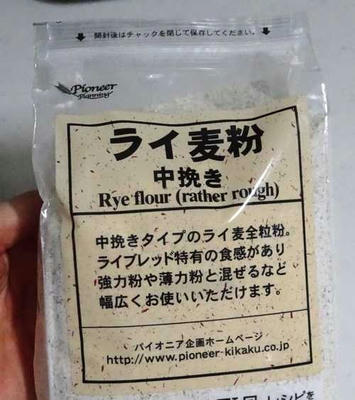 開封後はチャックを閉じて保存してください。
Pioneer
Planning
ライ麦粉
中挽き
Rye flour (rather rough)
中挽きタイプのライ麦全粒粉。
ライブレッド特有の食感があり
強力粉や薄力粉と混ぜるなど
幅広くお使いいただけます。
パイオニア企画ホームページ
http://www.pioneer-kikaku.co.jp
レシピを